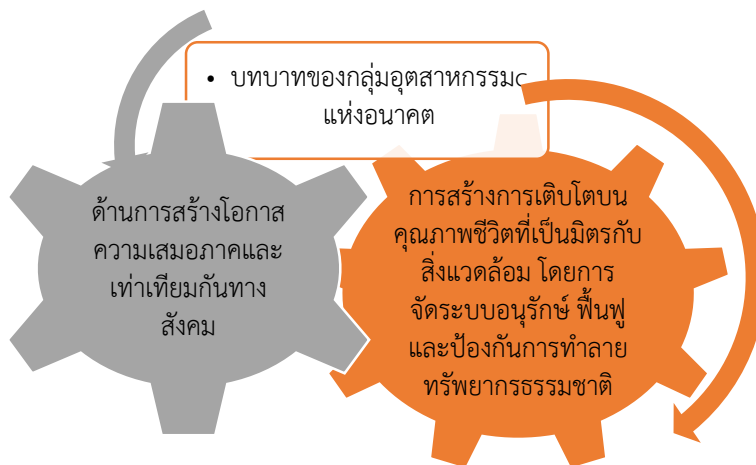 • บทบาทของกลุ่มอุตสาหกรรมc
แห่งอนาคต
ด้านการสร้างโอกาส
ความเสมอภาคและ
เท่าเทียมกันทาง
สังคม
การสร้างการเติบโตบน
คุณภาพชีวิตที่เป็นมิตรกับ
สิ่งแวดล้อม โดยการ
จัดระบบอนุรักษ์ ฟื้นฟู
และป้องกันการทำลาย
ทรัพยากรธรรมชาติ